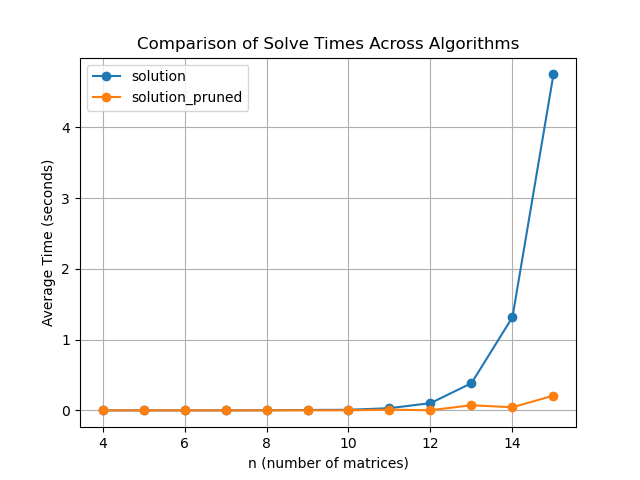 Comparison of Solve Times Across Algorithms
solution
solution_pruned
Average Time (seconds)
4
3
2
1
0
4 6 8 10 12 14
n (number of matrices)